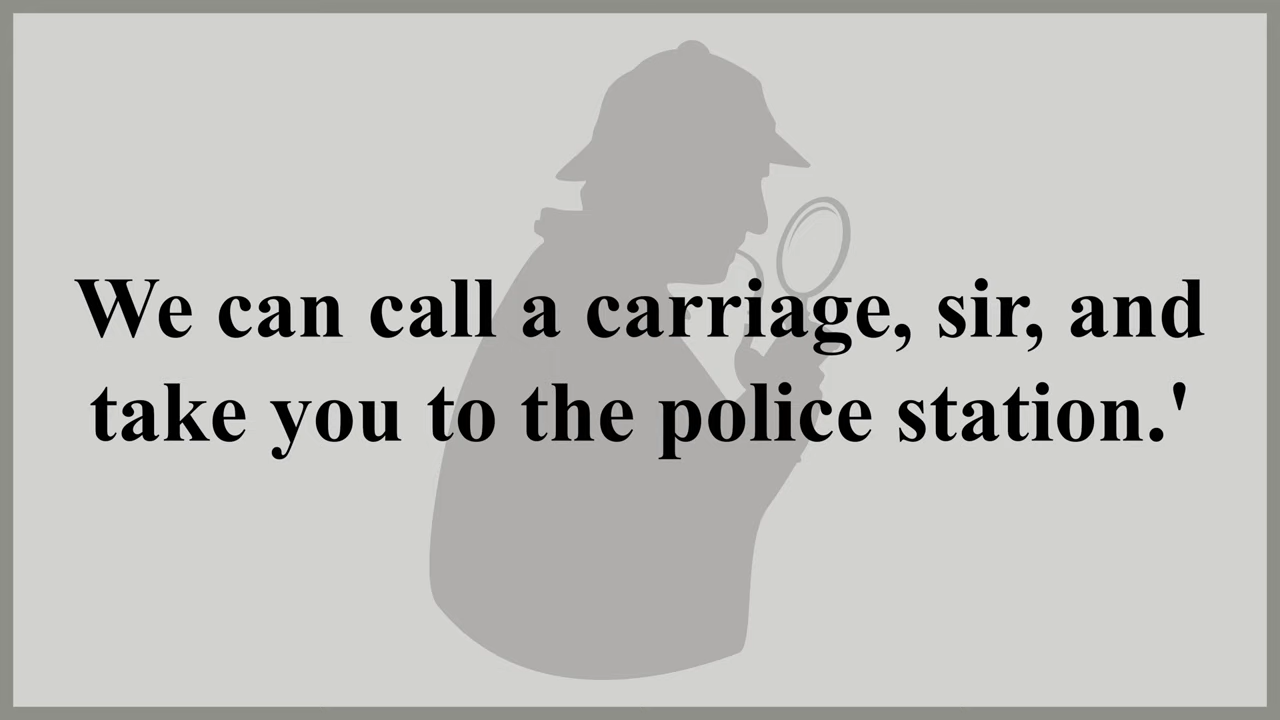 We can call a carriage, sir, and
take you to the police station.'